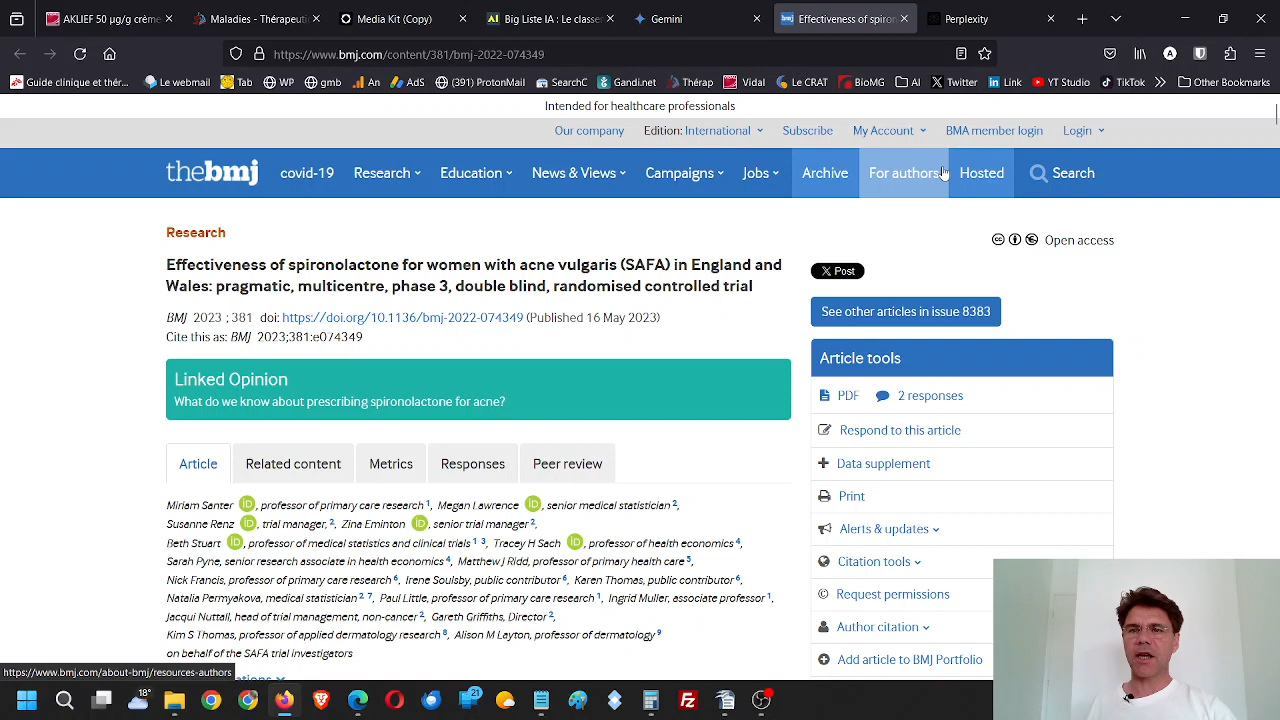 AKLIEF 50 µg/g crème
Maladies - Thérapeuti
Media Kit (Copy)
Big Liste IA : Le classe
Gemini
Effectiveness of spiron
Perplexity
https://www.bmj.com/content/381/bmj-2022-074349
Guide clinique et thér...
Le webmail
Tab
WP
gmb
An
AdS
(391) ProtonMail
SearchC
Gandi.net
Thérap
Vidal
Le CRAT
BioMG
AI
Twitter
Link
YT Studio
TikTok
Other Bookmarks
Intended for healthcare professionals
Our company
Edition: International
Subscribe
My Account
BMA member login
Login
thebmj
covid-19
Research
Education
News & Views
Campaigns
Jobs
Archive
For authors
Hosted
Search
Research
Open access
Effectiveness of spironolactone for women with acne vulgaris (SAFA) in England and
Wales: pragmatic, multicentre, phase 3, double blind, randomised controlled trial
BMJ 2023 ; 381 doi: https://doi.org/10.1136/bmj-2022-074349 (Published 16 May 2023)
Cite this as: BMJ 2023;381:e074349
Linked Opinion
What do we know about prescribing spironolactone for acne?
Article
Related content
Metrics
Responses
Peer review
Miriam Santer iD, professor of primary care research 1, Megan Lawrence iD, senior medical statistician 2,
Susanne Renz iD, trial manager, 2, Zina Eminton iD, senior trial manager 2,
Beth Stuart iD, professor of medical statistics and clinical trials 1 3, Tracey H Sach iD, professor of health economics 4,
Sarah Pyne, senior research associate in health economics 4, Matthew J Ridd, professor of primary health care 5,
Nick Francis, professor of primary care research 6, Irene Soulsby, public contributor 6, Karen Thomas, public contributor 6,
Natalia Permyakova, medical statistician 2 7, Paul Little, professor of primary care research 1, Ingrid Muller, associate professor 1,
Jacqui Nuttall, head of trial management, non-cancer 2, Gareth Griffiths, Director 2,
Kim S Thomas, professor of applied dermatology research 8, Alison M Layton, professor of dermatology 9
on behalf of the SAFA trial investigators
X Post
See other articles in issue 8383
Article tools
PDF
2 responses
Respond to this article
Data supplement
Print
Alerts & updates
Citation tools
Request permissions
Author citation
Add article to BMJ Portfolio
https://www.bmj.com/about-bmj/resources-authors
18°
21